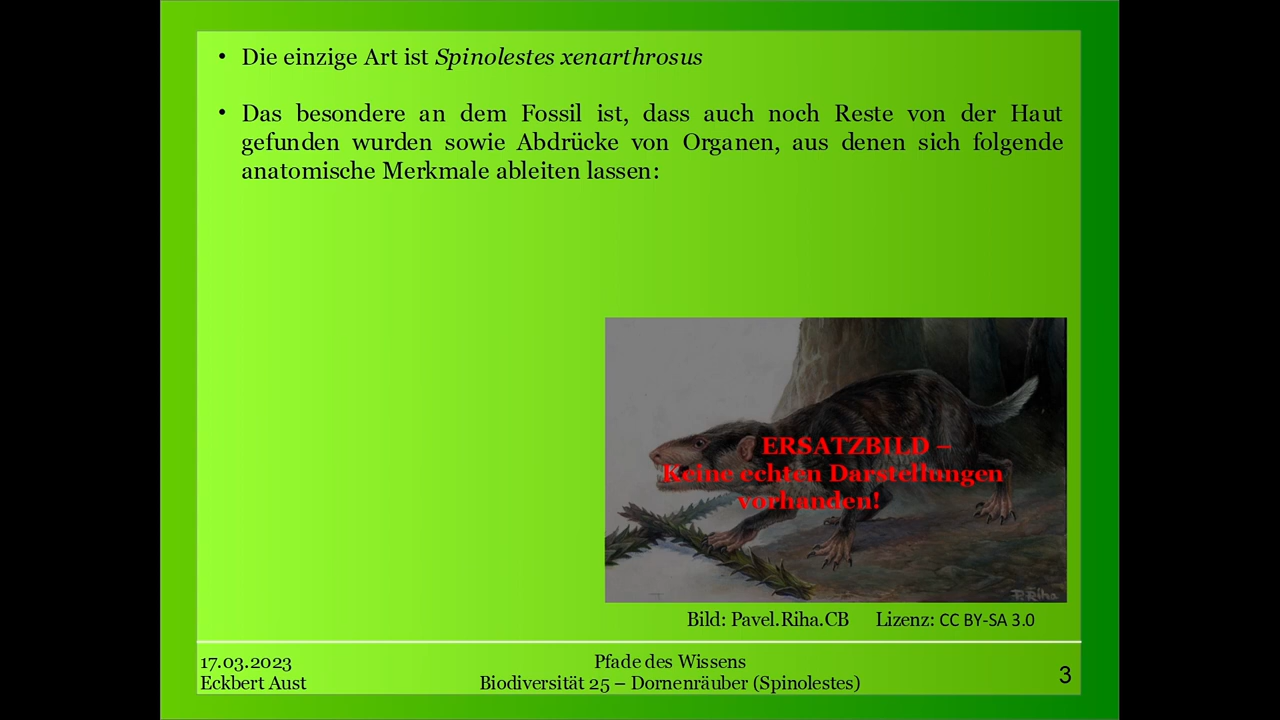 • Die einzige Art ist Spinolestes xenarthrosus
• Das besondere an dem Fossil ist, dass auch noch Reste von der Haut
gefunden wurden sowie Abdrücke von Organen, aus denen sich folgende
anatomische Merkmale ableiten lassen:
ERSATZBILD –
Keine echten Darstellungen
vorhanden!
P. Řiha
Bild: Pavel.Riha.CB Lizenz: CC BY-SA 3.0
17.03.2023
Eckbert Aust
Pfade des Wissens
Biodiversität 25 – Dornenräuber (Spinolestes)
3